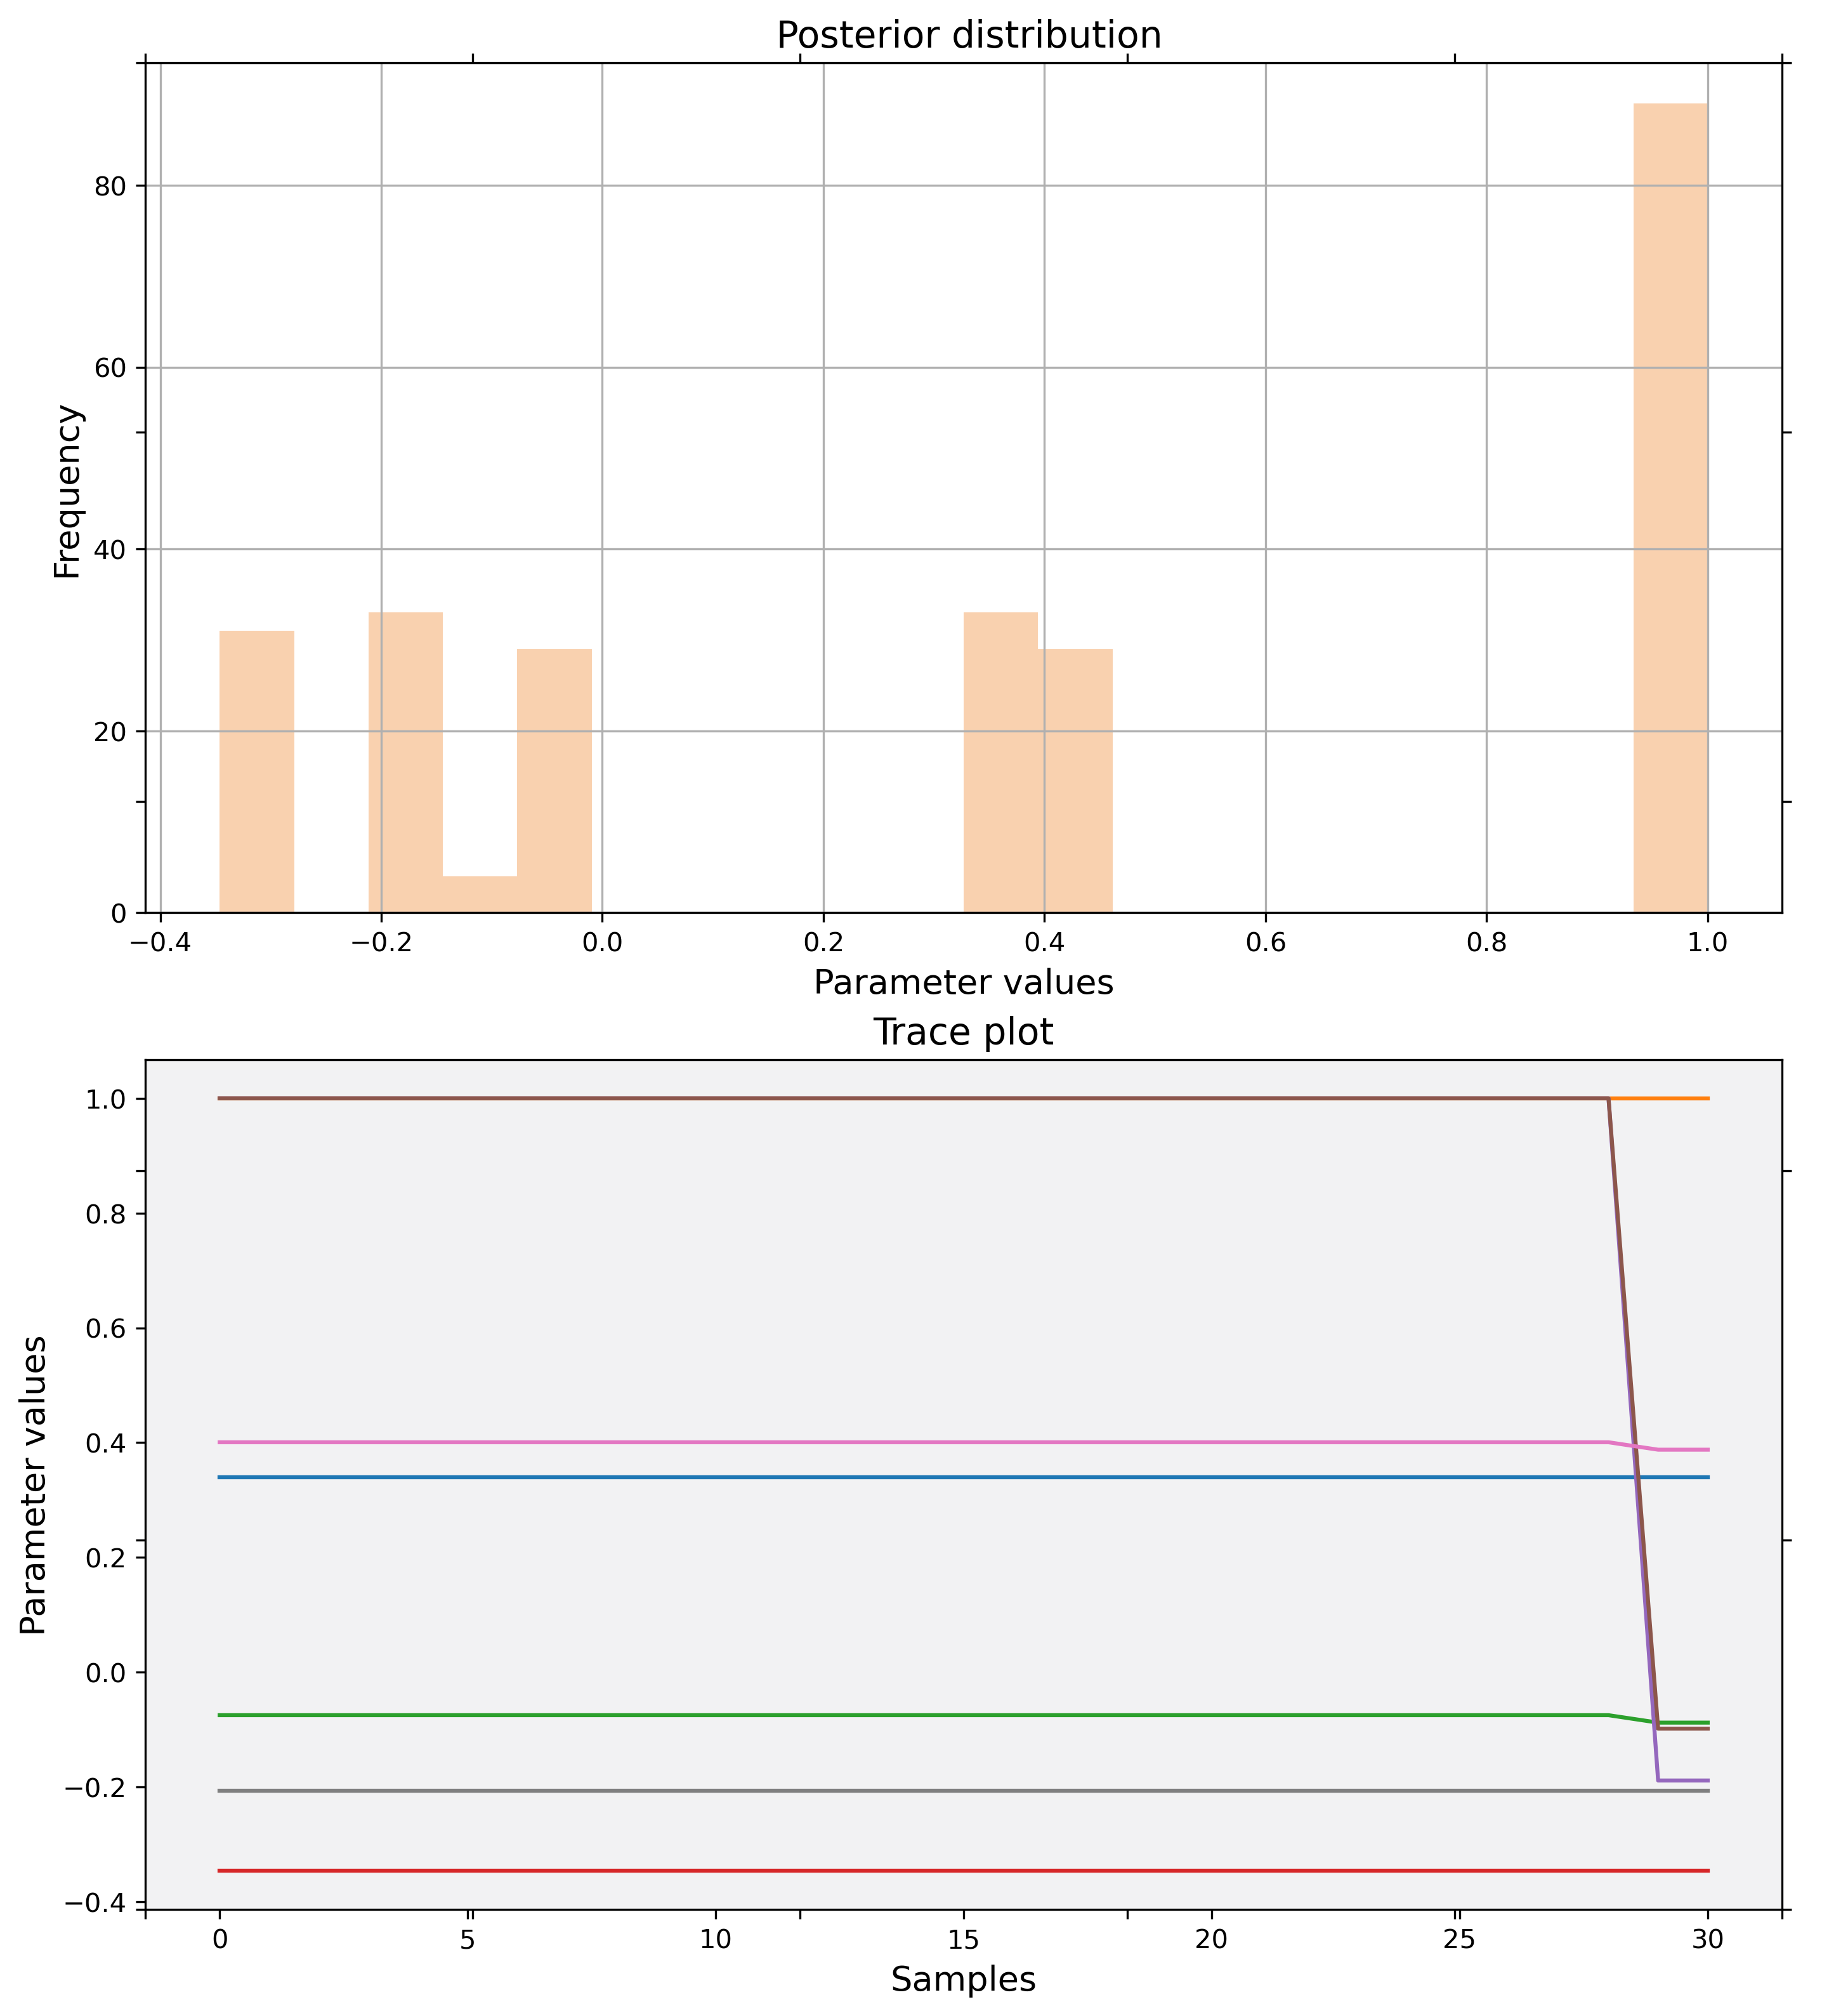 Posterior distribution
80
60
40
20
0
Frequency
−0.4 −0.2 0.0 0.2 0.4 0.6 0.8 1.0
Parameter values
Trace plot
1.0
0.8
0.6
0.4
0.2
0.0
−0.2
−0.4
Parameter values
0 5 10 15 20 25 30
Samples